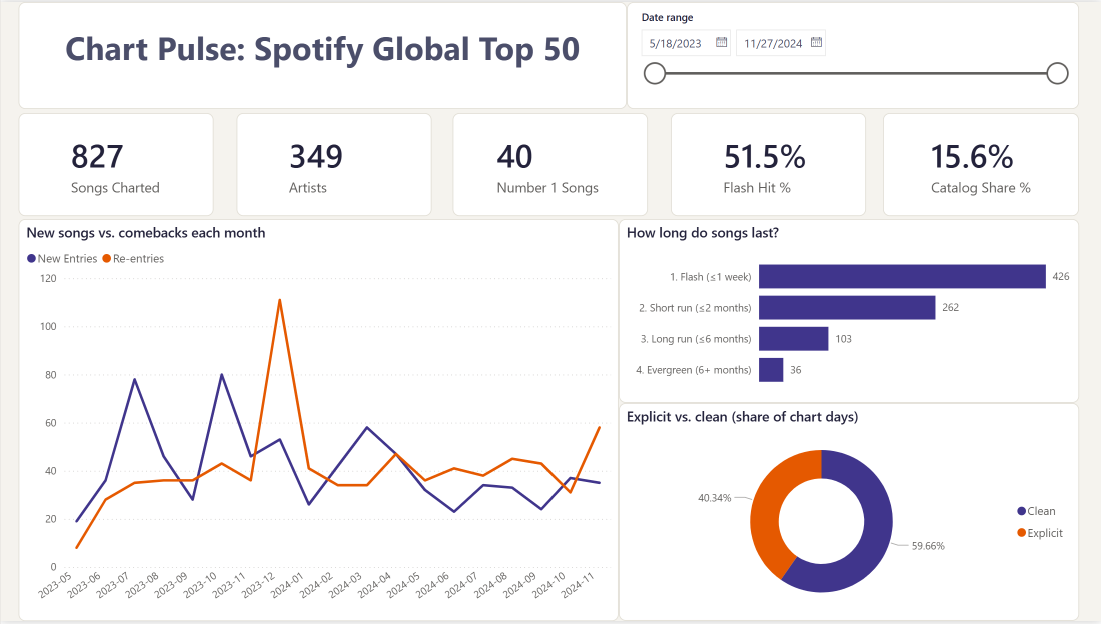 Chart Pulse: Spotify Global Top 50
Date range
5/18/2023
11/27/2024
827
Songs Charted
349
Artists
40
Number 1 Songs
51.5%
Flash Hit %
15.6%
Catalog Share %
New songs vs. comebacks each month
New Entries Re-entries
120
100
80
60
40
20
0
2023-05
2023-06
2023-07
2023-08
2023-09
2023-10
2023-11
2023-12
2024-01
2024-02
2024-03
2024-04
2024-05
2024-06
2024-07
2024-08
2024-09
2024-10
2024-11
How long do songs last?
1. Flash (≤1 week) 426
2. Short run (≤2 months) 262
3. Long run (≤6 months) 103
4. Evergreen (6+ months) 36
Explicit vs. clean (share of chart days)
40.34%
59.66%
Clean
Explicit